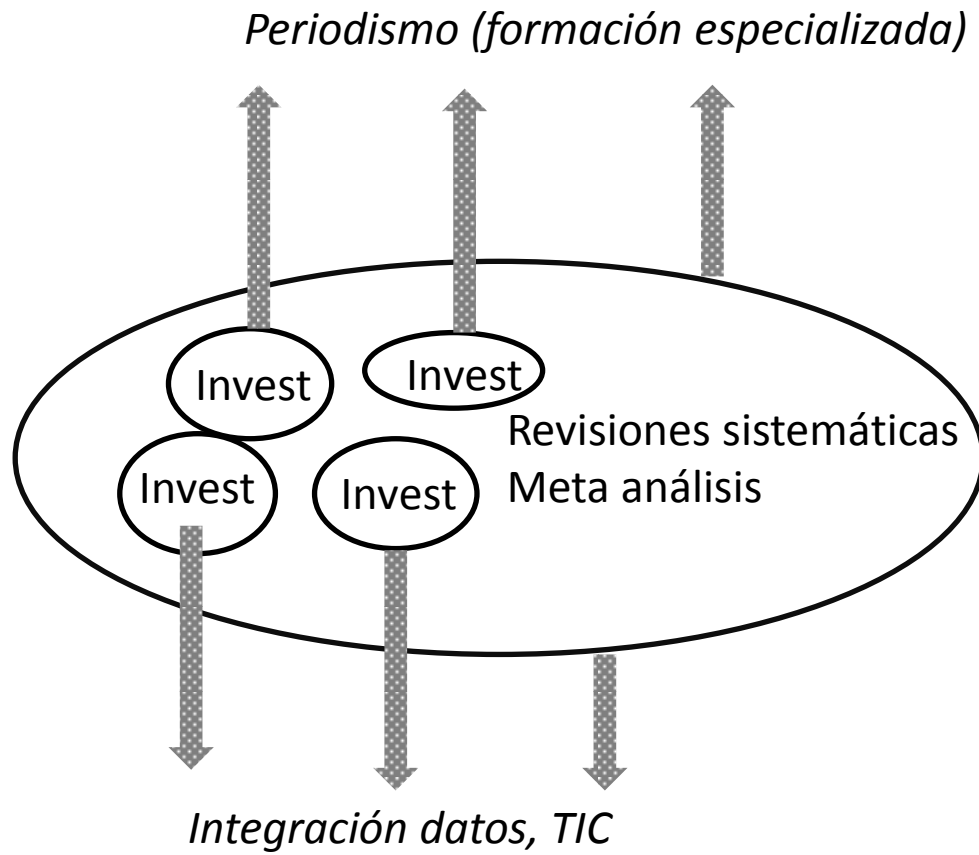 Periodismo (formación especializada)
Invest
Invest
Revisiones sistemáticas
Invest
Invest
Meta análisis
Integración datos, TIC